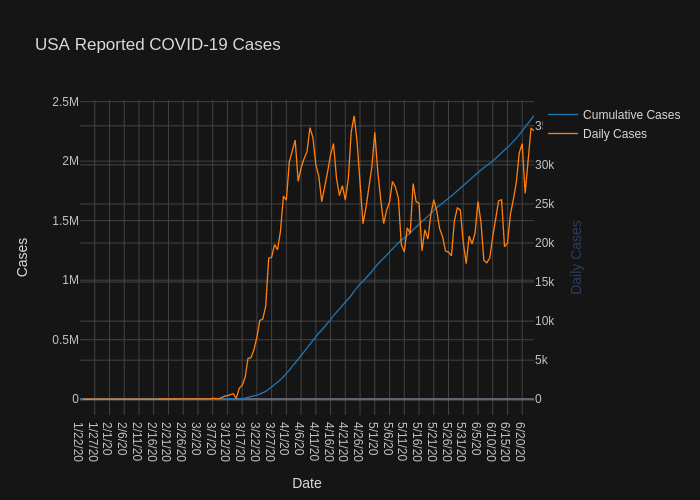 USA Reported COVID-19 Cases
2.5M
2M
1.5M
1M
0.5M
0
Cases
30k
25k
20k
15k
10k
5k
0
Daily Cases
Cumulative Cases
Daily Cases
1/22/20
1/27/20
2/1/20
2/6/20
2/11/20
2/16/20
2/21/20
2/26/20
3/2/20
3/7/20
3/12/20
3/17/20
3/22/20
3/27/20
4/1/20
4/6/20
4/11/20
4/16/20
4/21/20
4/26/20
5/1/20
5/6/20
5/11/20
5/16/20
5/21/20
5/26/20
5/31/20
6/5/20
6/10/20
6/15/20
6/20/20
Date